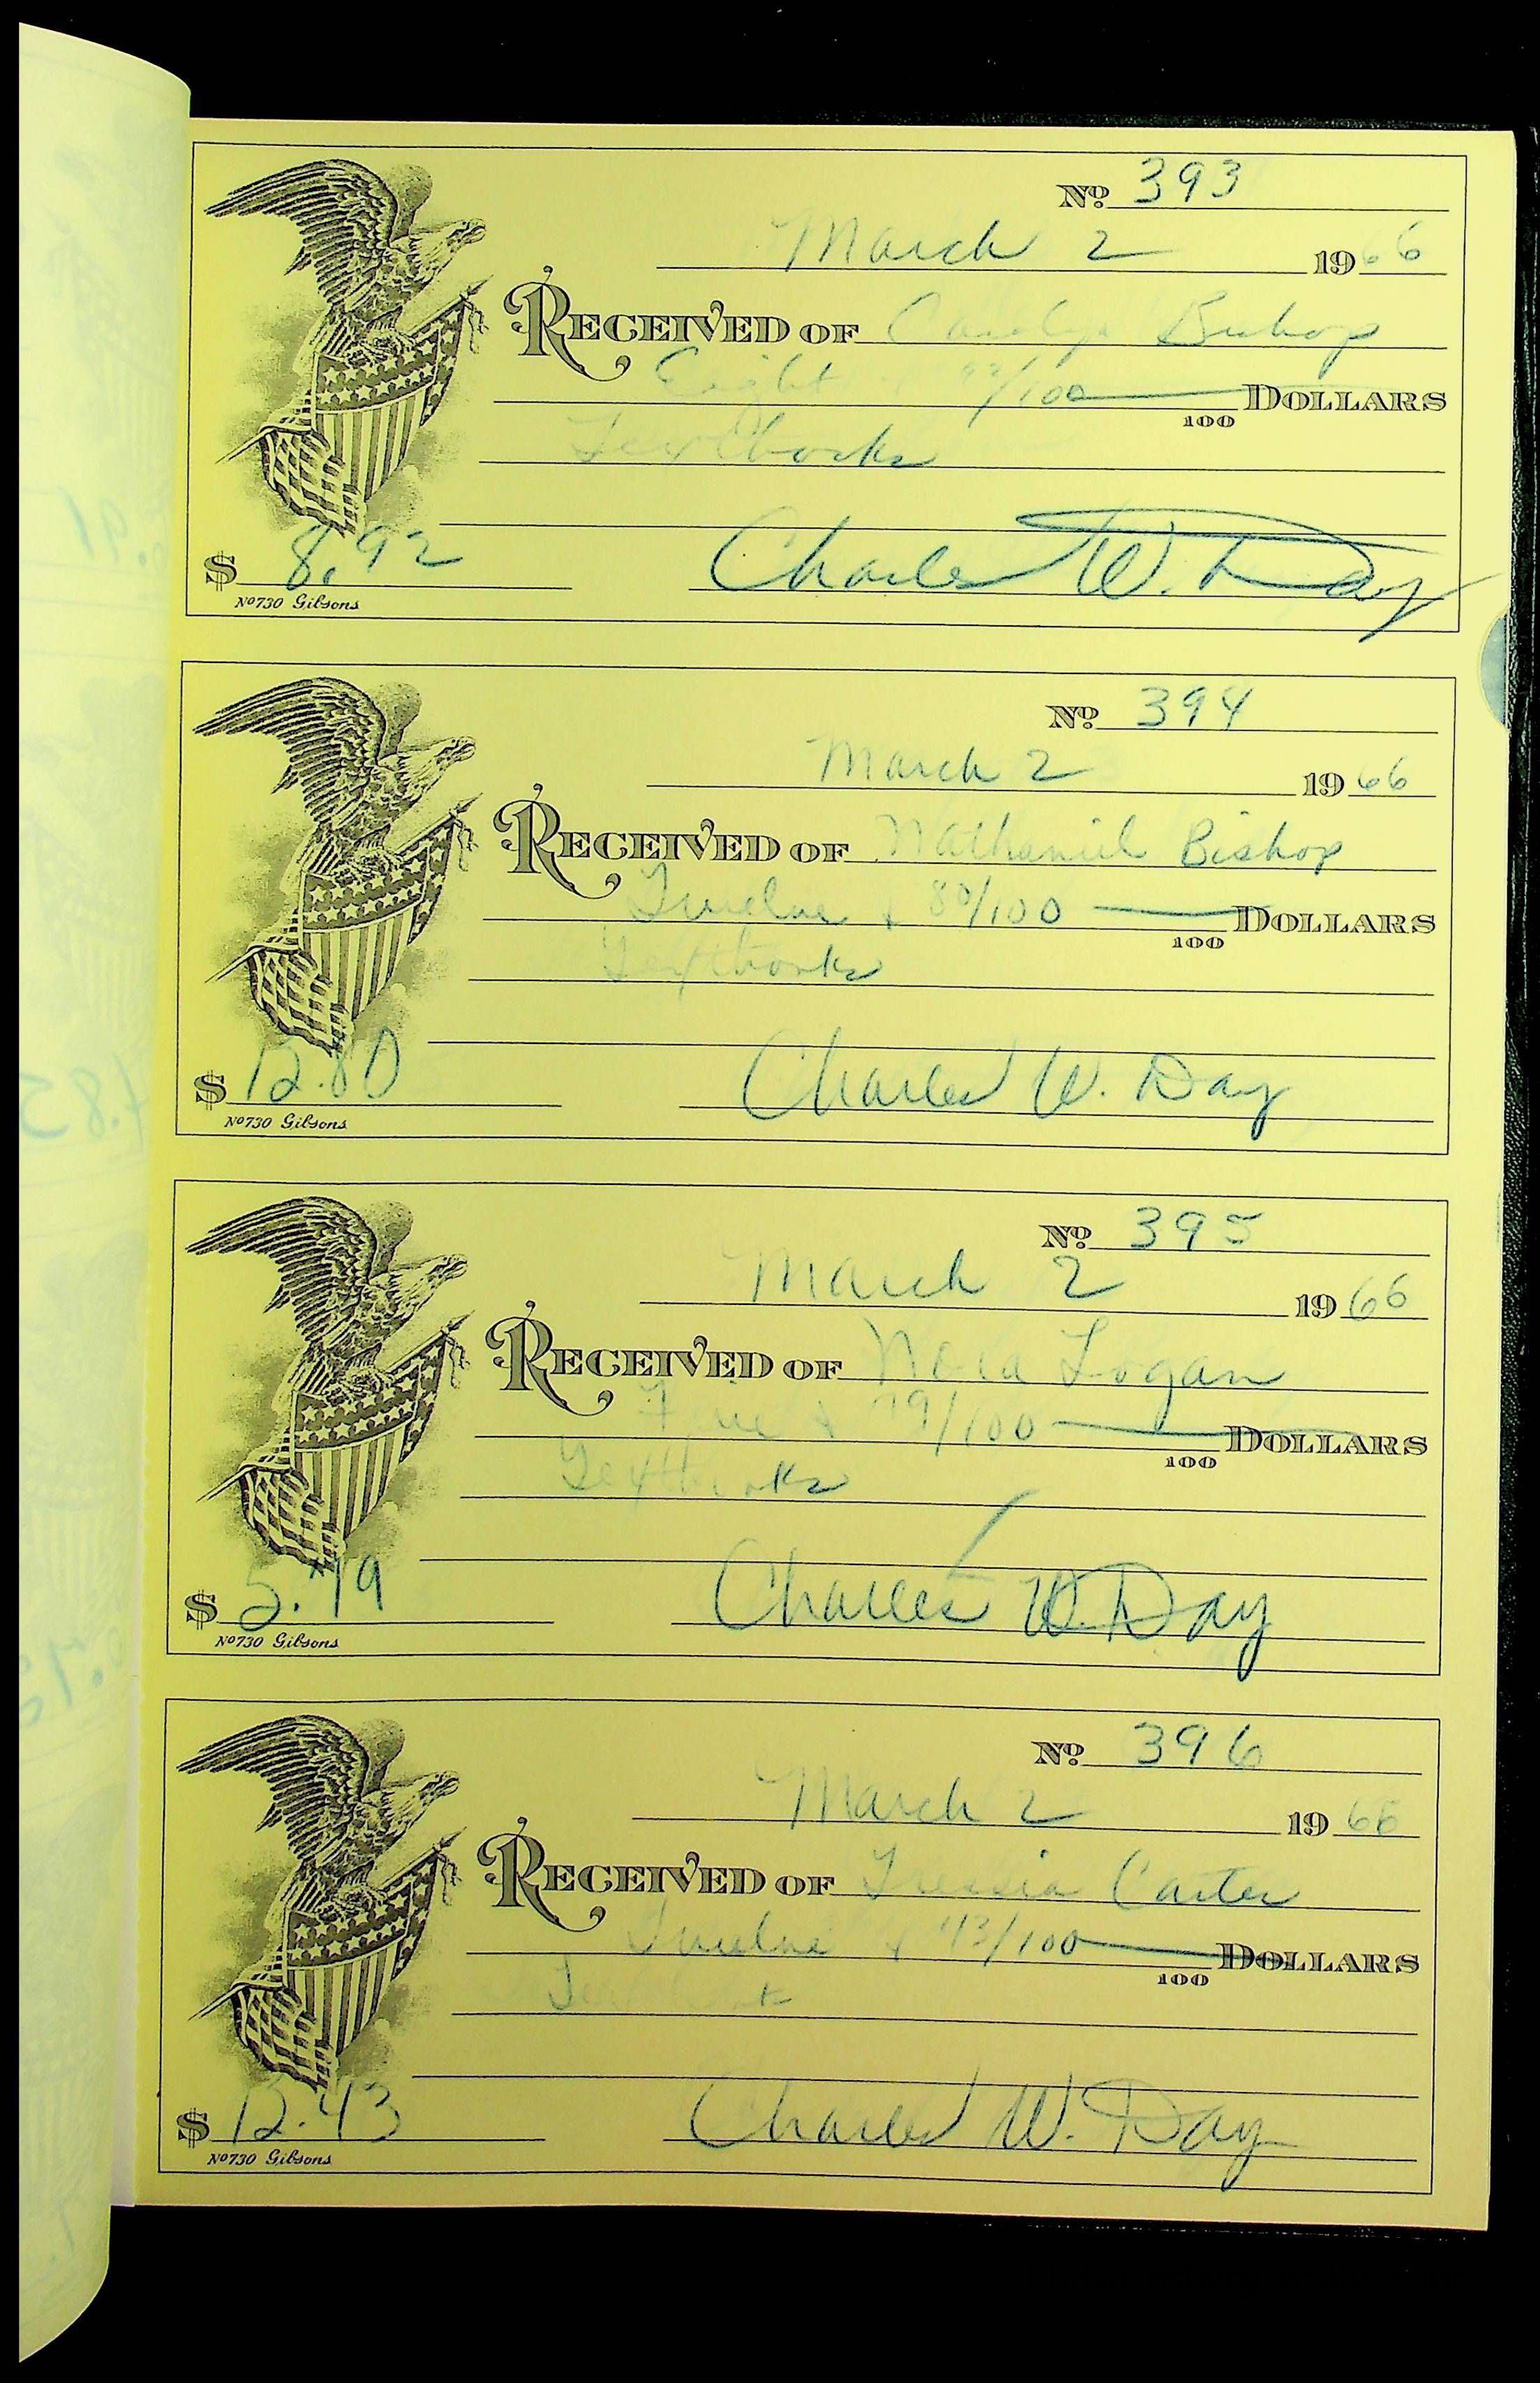 Nº 393
March 2 1966
RECEIVED OF Carolyn Bishop
Eight 92/100 DOLLARS
100
Textbooks
$ 8.92 Charles W. Day
Nº730 Gibsons
Nº 394
March 2 1966
RECEIVED OF Nathaniel Bishop
Twelve & 80/100 DOLLARS
100
Textbooks
$ 12.80 Charles W. Day
Nº730 Gibsons
Nº 395
March 2 1966
RECEIVED OF Nora Logan
Five & 79/100 DOLLARS
100
Textbooks
$ 5.79 Charles W. Day
Nº730 Gibsons
Nº 396
March 2 1966
RECEIVED OF Tressia Carter
Twelve & 43/100 DOLLARS
100
$ 12.43 Charles W. Day
Nº730 Gibsons